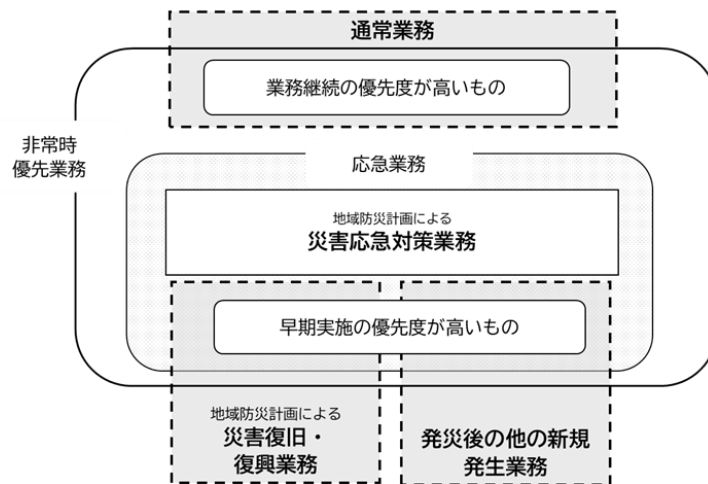 通常業務
業務継続の優先度が高いもの
非常時
優先業務
応急業務
地域防災計画による
災害応急対策業務
早期実施の優先度が高いもの
地域防災計画による
災害復旧・
復興業務
発災後の他の新規
発生業務